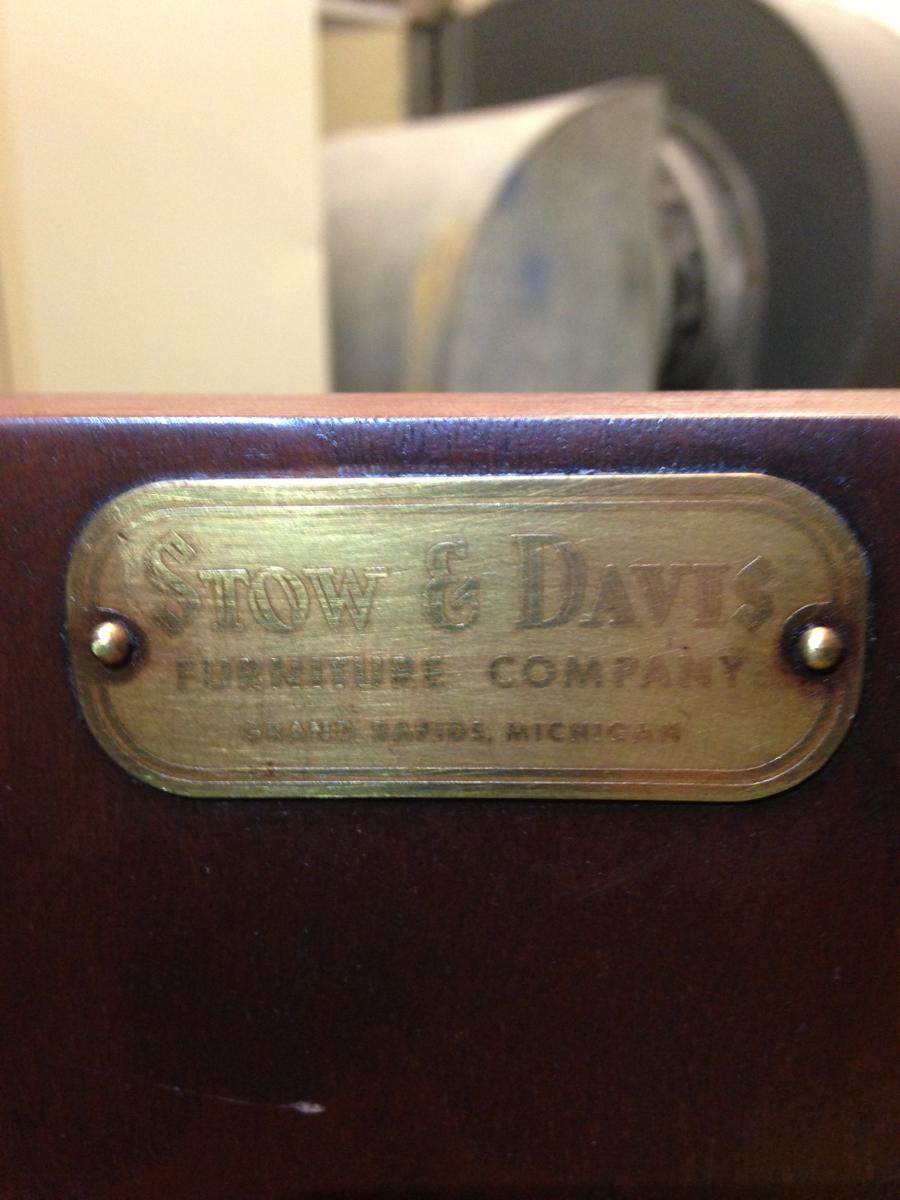 STOW & DAVIS
FURNITURE COMPANY
GRAND RAPIDS, MICHIGAN